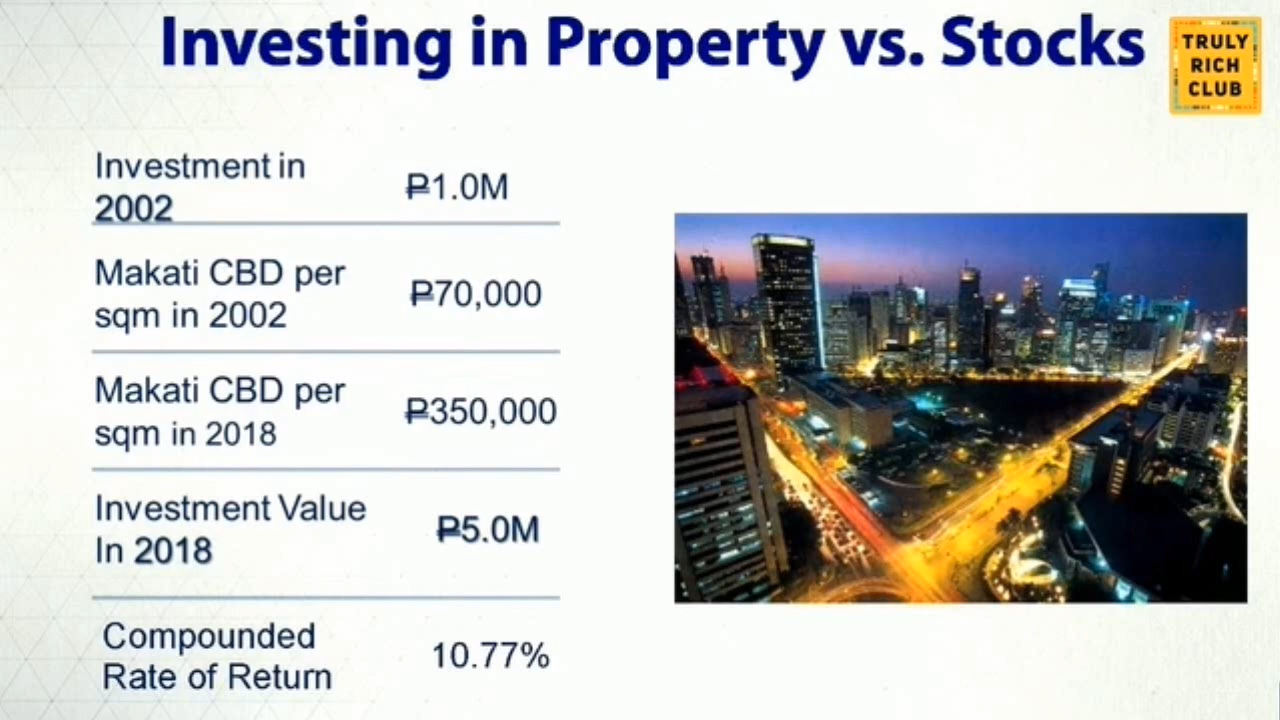 Investing in Property vs. Stocks
TRULY
RICH
CLUB
Investment in
2002
₱1.0M
Makati CBD per
sqm in 2002
₱70,000
Makati CBD per
sqm in 2018
₱350,000
Investment Value
In 2018
₱5.0M
Compounded
Rate of Return
10.77%